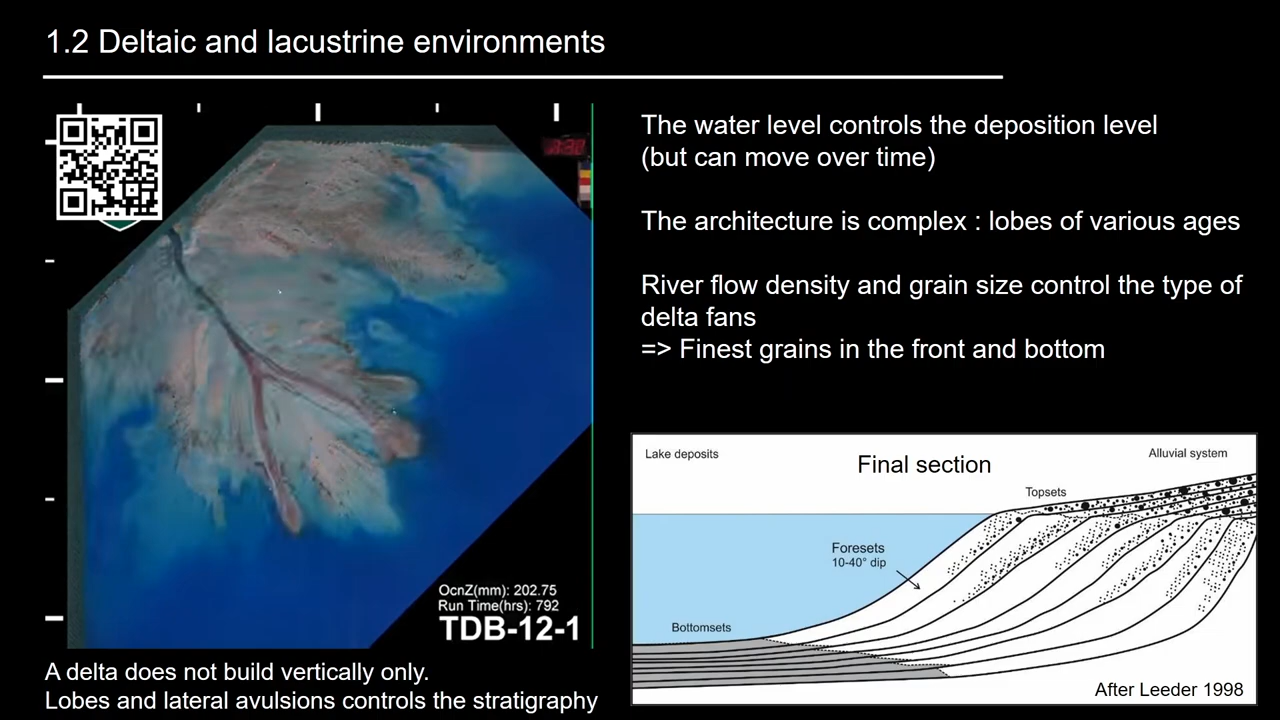 1.2 Deltaic and lacustrine environments
The water level controls the deposition level
(but can move over time)
The architecture is complex : lobes of various ages
River flow density and grain size control the type of
delta fans
=> Finest grains in the front and bottom
OcnZ(mm): 202.75
Run Time(hrs): 792
TDB-12-1
A delta does not build vertically only.
Lobes and lateral avulsions controls the stratigraphy
Lake deposits
Final section
Alluvial system
Topsets
Foresets
10-40° dip
Bottomsets
After Leeder 1998